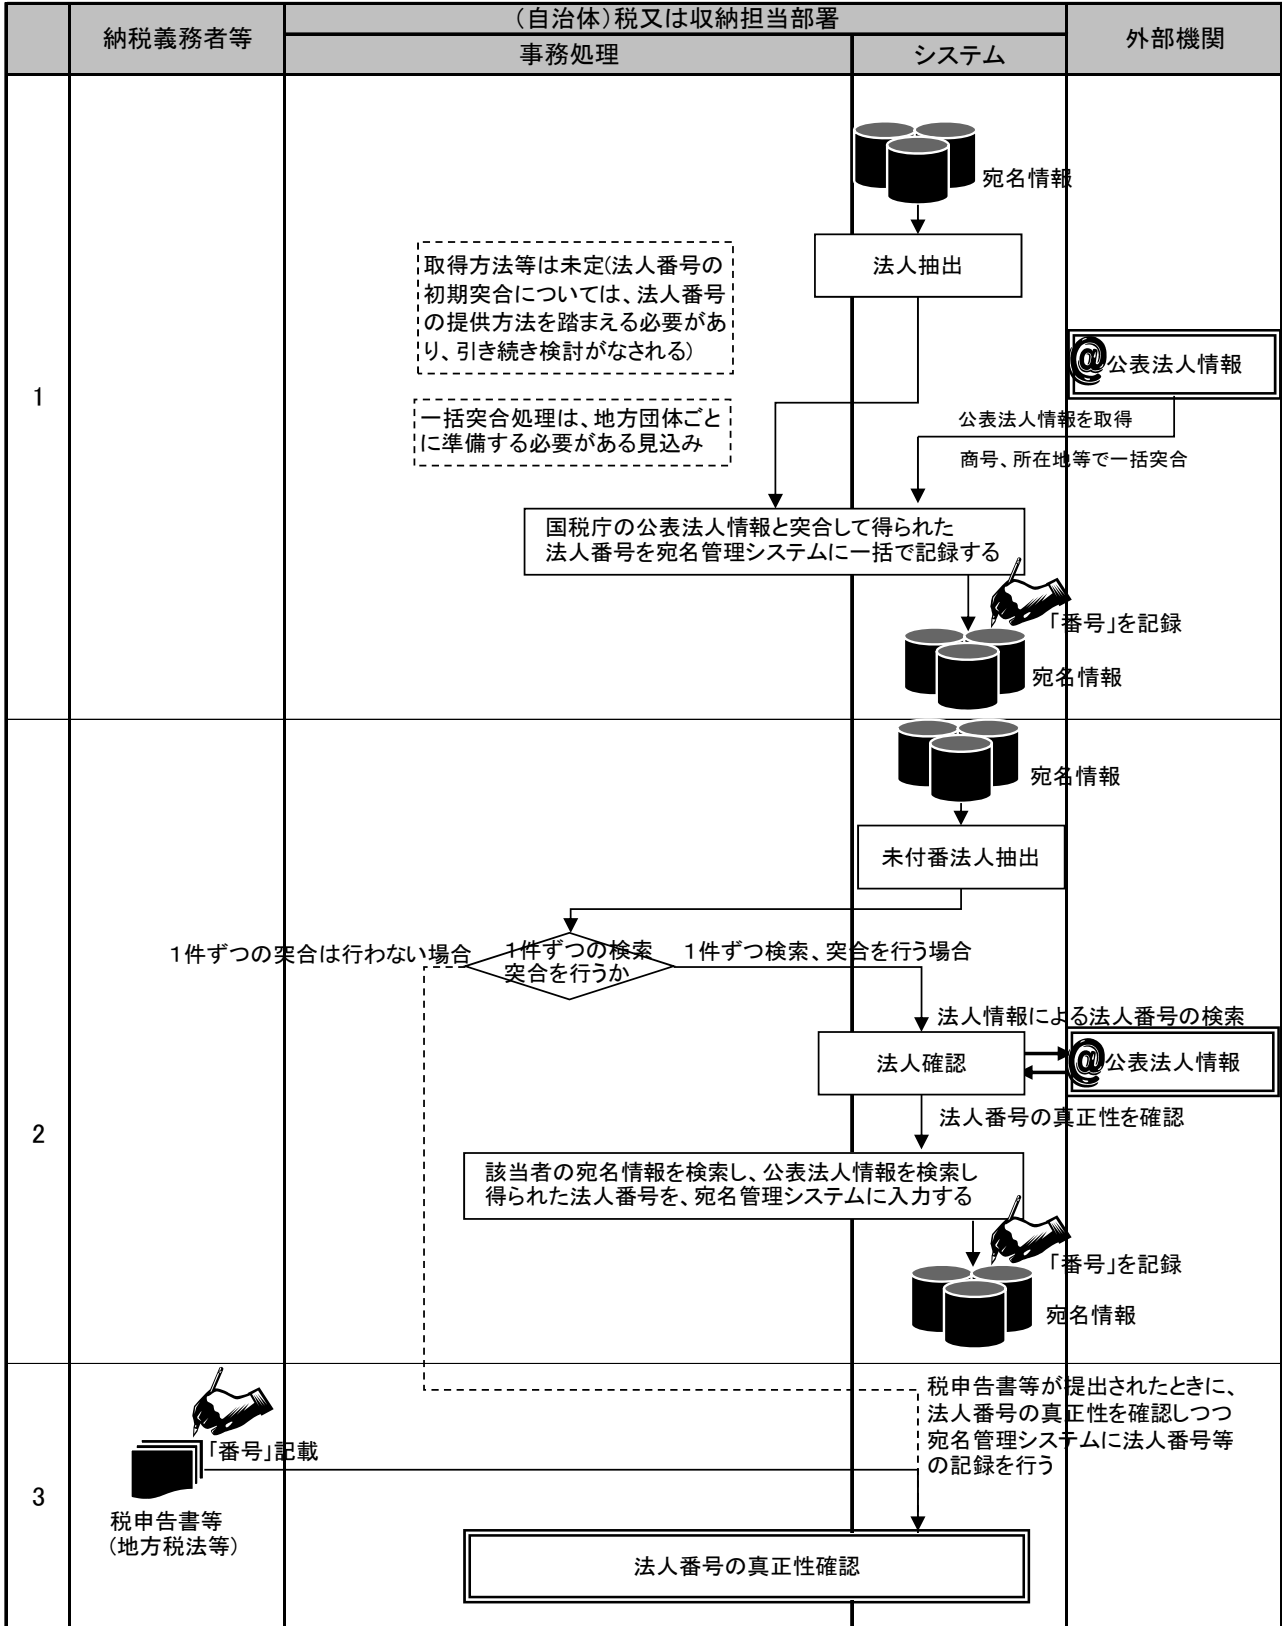 納税義務者等
（自治体）税又は収納担当部署
事務処理
システム
外部機関
1
宛名情報
法人抽出
取得方法等は未定(法人番号の
初期突合については、法人番号
の提供方法を踏まえる必要があ
り、引き続き検討がなされる)
@公表法人情報
一括突合処理は、地方団体ごと
に準備する必要がある見込み
公表法人情報を取得
商号、所在地等で一括突合
国税庁の公表法人情報と突合して得られた
法人番号を宛名管理システムに一括で記録する
「番号」を記録
宛名情報
2
宛名情報
未付番法人抽出
１件ずつの突合は行わない場合
１件ずつの検索
突合を行うか
１件ずつ検索、突合を行う場合
法人情報による法人番号の検索
法人確認
@公表法人情報
法人番号の真正性を確認
該当者の宛名情報を検索し、公表法人情報を検索し
得られた法人番号を、宛名管理システムに入力する
「番号」を記録
宛名情報
3
税申告書等が提出されたときに、
法人番号の真正性を確認しつつ
宛名管理システムに法人番号等
の記録を行う
「番号」記載
税申告書等
(地方税法等)
法人番号の真正性確認